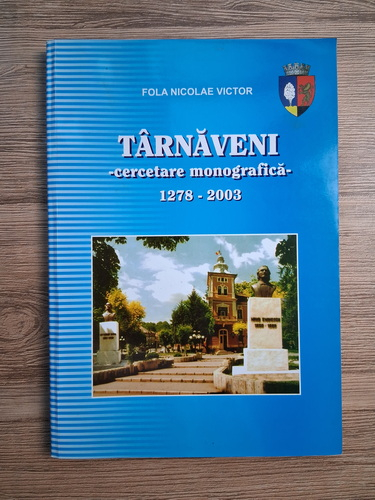 FOLA NICOLAE VICTOR
TÂRNĂVENI
-cercetare monografică-
1278 - 2003